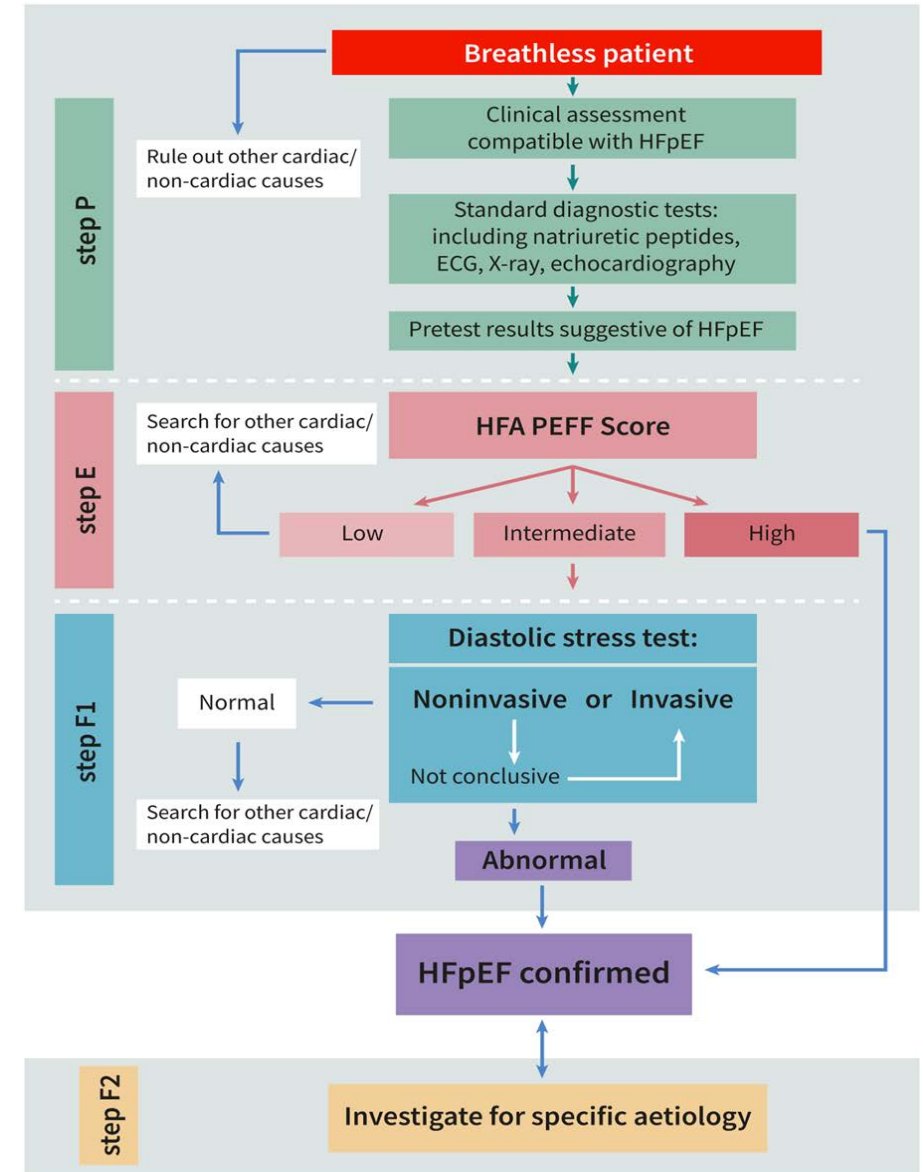 Breathless patient
step P
Clinical assessment
compatible with HFpEF
Rule out other cardiac/
non-cardiac causes
Standard diagnostic tests:
including natriuretic peptides,
ECG, X-ray, echocardiography
Pretest results suggestive of HFpEF
step E
Search for other cardiac/
non-cardiac causes
HFA PEFF Score
Low
Intermediate
High
step F1
Diastolic stress test:
Normal
Noninvasive or Invasive
Not conclusive
Search for other cardiac/
non-cardiac causes
Abnormal
HFpEF confirmed
step F2
Investigate for specific aetiology